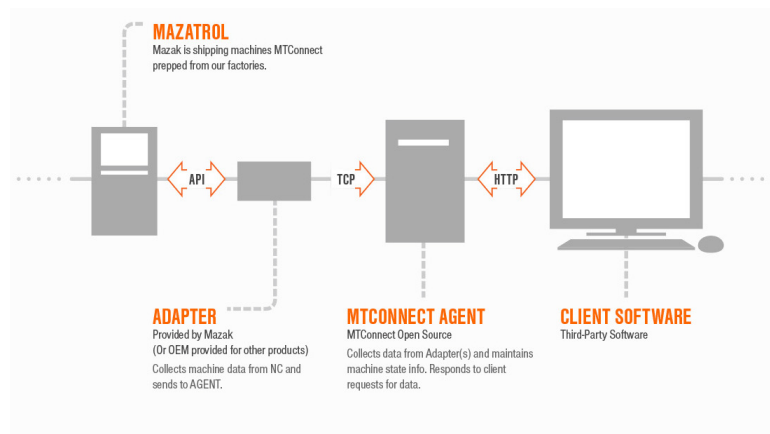 MAZATROL
Mazak is shipping machines MTConnect
prepped from our factories.
API
TCP
HTTP
ADAPTER
Provided by Mazak
(Or OEM provided for other products)
Collects machine data from NC and
sends to AGENT.
MTCONNECT AGENT
MTConnect Open Source
Collects data from Adapter(s) and maintains
machine state info. Responds to client
requests for data.
CLIENT SOFTWARE
Third-Party Software